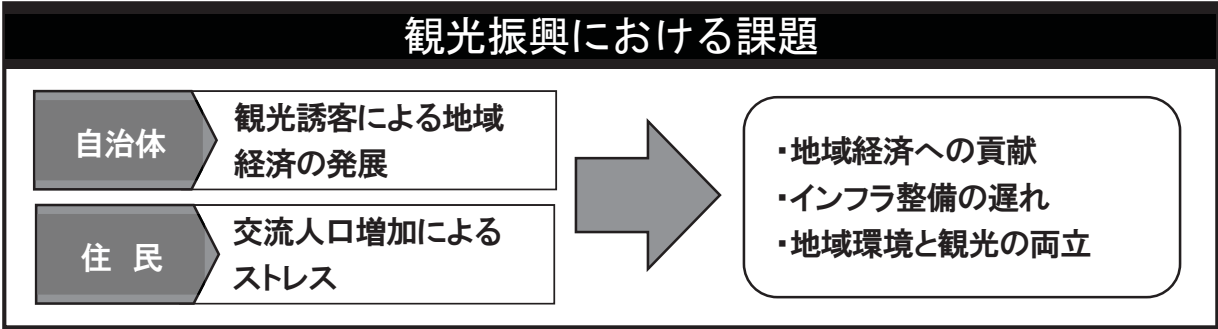 観光振興における課題
自治体
観光誘客による地域
経済の発展
住 民
交流人口増加による
ストレス
・地域経済への貢献
・インフラ整備の遅れ
・地域環境と観光の両立